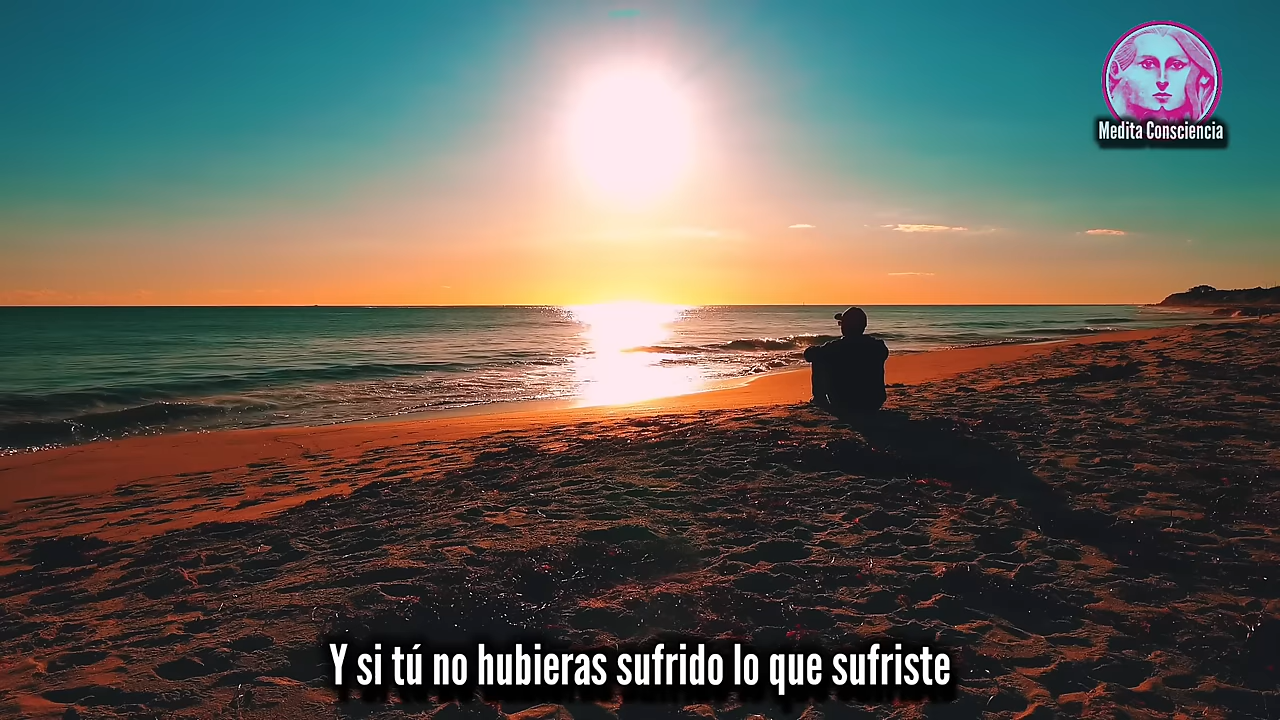 Medita Consciencia
Y si tú no hubieras sufrido lo que sufriste